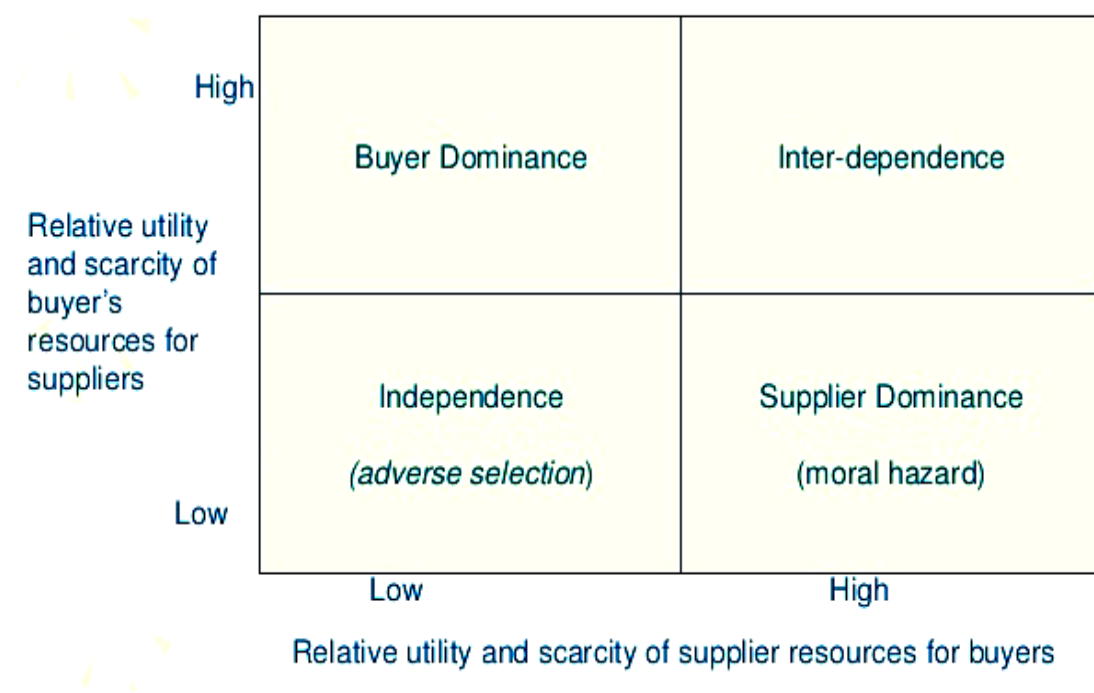 High
Buyer Dominance
Inter-dependence
Relative utility
and scarcity of
buyer's
resources for
suppliers
Independence
Supplier Dominance
(adverse selection)
(moral hazard)
Low
Low
High
Relative utility and scarcity of supplier resources for buyers